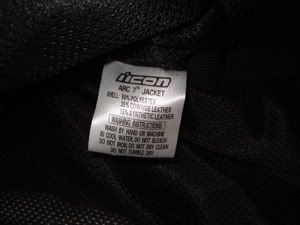 icon
ARC 7™ JACKET
SHELL: 50% POLYESTER
35% COWHIDE LEATHER
15% SYNTHETIC LEATHER
WASHING INSTRUCTIONS:
WASH BY HAND OR MACHINE
IN COOL WATER. DO NOT BLEACH
DO NOT IRON DO NOT DRY CLEAN
DO NOT TUMBLE DRY